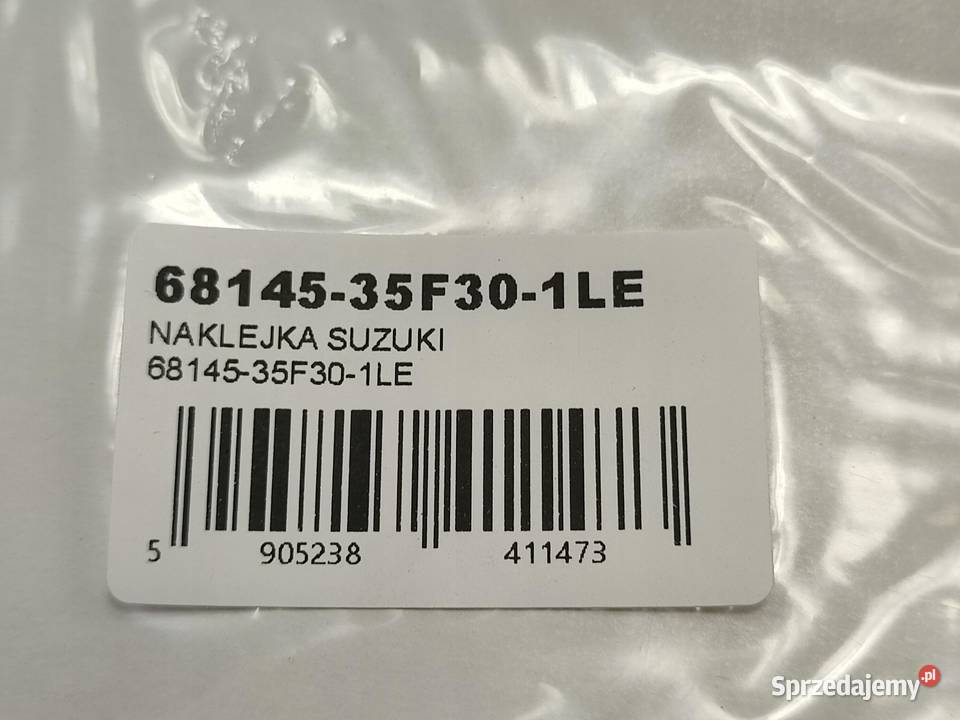 68145-35F30-1LE
NAKLEJKA SUZUKI
68145-35F30-1LE
5 905238 411473
Sprzedajemy.pl